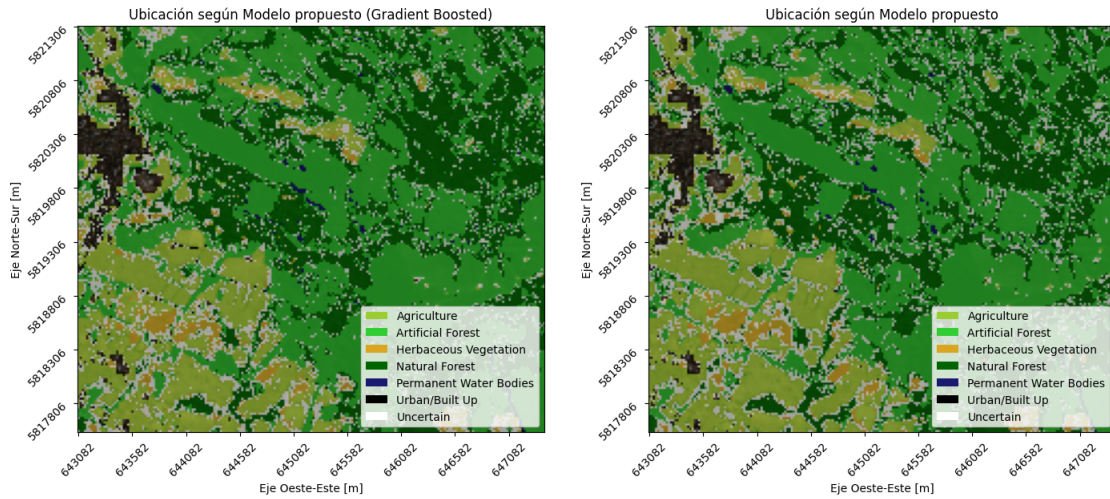 Ubicación según Modelo propuesto (Gradient Boosted)
5821306
5820806
5820306
5819806
5819306
5818806
5818306
5817806
Eje Norte-Sur [m]
Agriculture
Artificial Forest
Herbaceous Vegetation
Natural Forest
Permanent Water Bodies
Urban/Built Up
Uncertain
643082
643582
644082
644582
645082
645582
646082
646582
647082
Eje Oeste-Este [m]
Ubicación según Modelo propuesto
5821306
5820806
5820306
5819806
5819306
5818806
5818306
5817806
Eje Norte-Sur [m]
Agriculture
Artificial Forest
Herbaceous Vegetation
Natural Forest
Permanent Water Bodies
Urban/Built Up
Uncertain
643082
643582
644082
644582
645082
645582
646082
646582
647082
Eje Oeste-Este [m]